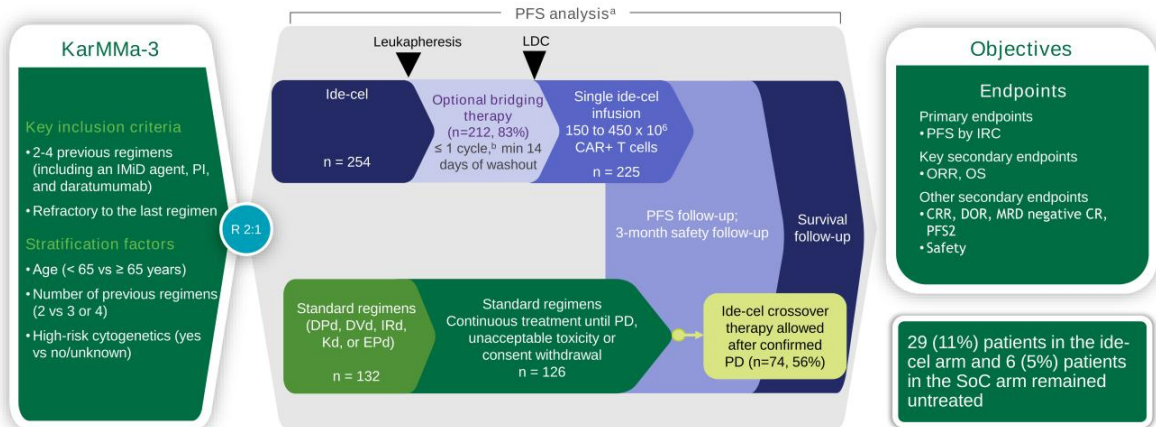 PFS analysisᵃ
KarMMa-3
Key inclusion criteria
• 2-4 previous regimens
(including an IMiD agent, PI,
and daratumumab)
• Refractory to the last regimen
Stratification factors
• Age (< 65 vs ≥ 65 years)
• Number of previous regimens
(2 vs 3 or 4)
• High-risk cytogenetics (yes
vs no/unknown)
R 2:1
Leukapheresis
LDC
Ide-cel
n = 254
Optional bridging
therapy
(n=212, 83%)
≤ 1 cycle,ᵇ min 14
days of washout
Single ide-cel
infusion
150 to 450 x 10⁶
CAR+ T cells
n = 225
PFS follow-up;
3-month safety follow-up
Survival
follow-up
Standard regimens
(DPd, DVd, IRd,
Kd, or EPd)
n = 132
Standard regimens
Continuous treatment until PD,
unacceptable toxicity or
consent withdrawal
n = 126
Ide-cel crossover
therapy allowed
after confirmed
PD (n=74, 56%)
Objectives
Endpoints
Primary endpoints
• PFS by IRC
Key secondary endpoints
• ORR, OS
Other secondary endpoints
• CRR, DOR, MRD negative CR,
PFS2
• Safety
29 (11%) patients in the ide-
cel arm and 6 (5%) patients
in the SoC arm remained
untreated